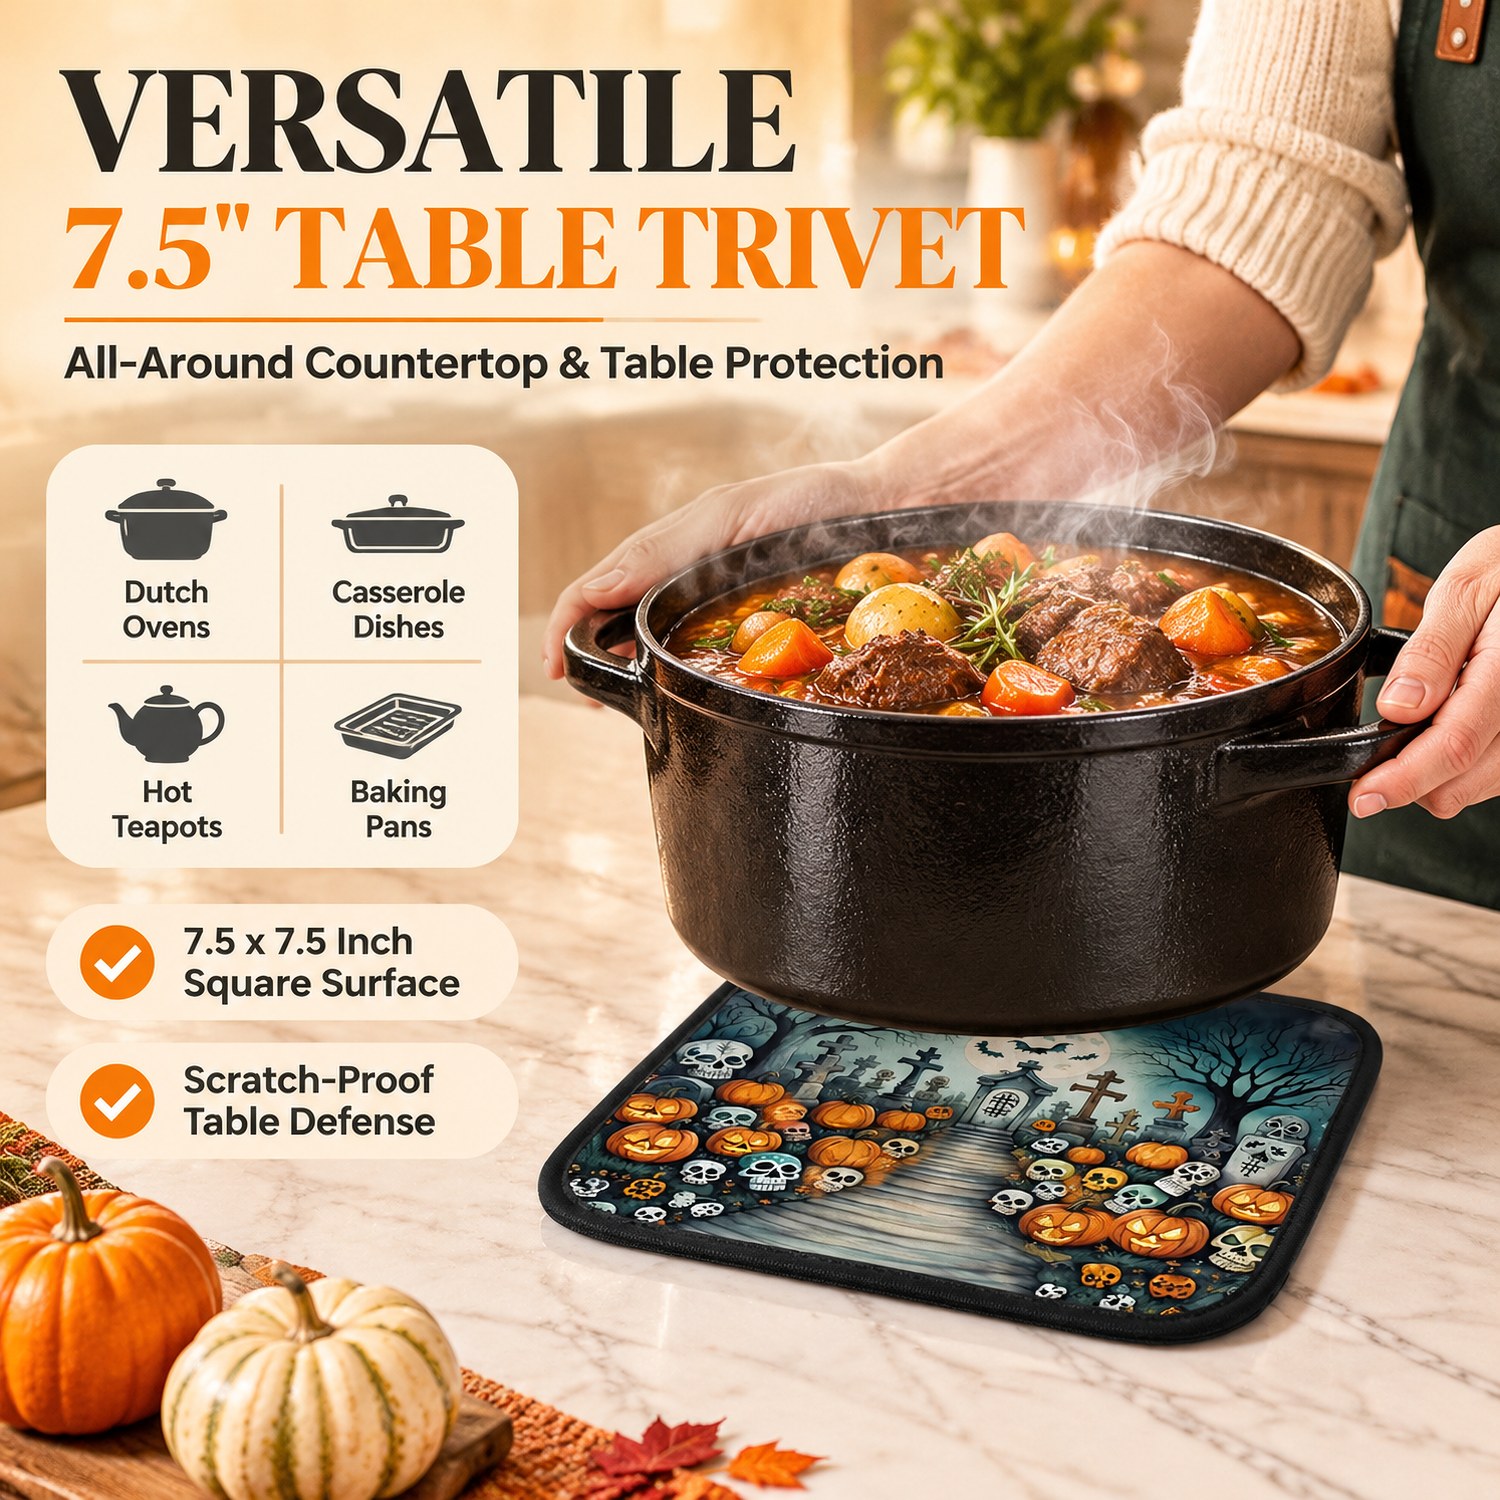 VERSATILE
7.5" TABLE TRIVET
All-Around Countertop & Table Protection
Dutch
Ovens
Casserole
Dishes
Hot
Teapots
Baking
Pans
7.5 x 7.5 Inch
Square Surface
Scratch-Proof
Table Defense